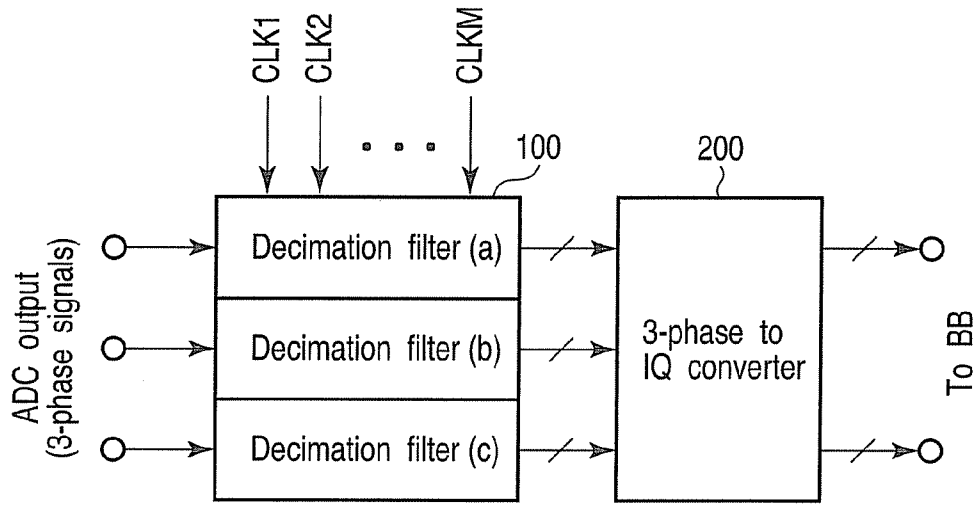 CLK1
CLK2
CLKM
100
200
ADC output
(3-phase signals)
Decimation filter (a)
Decimation filter (b)
Decimation filter (c)
3-phase to
IQ converter
To BB